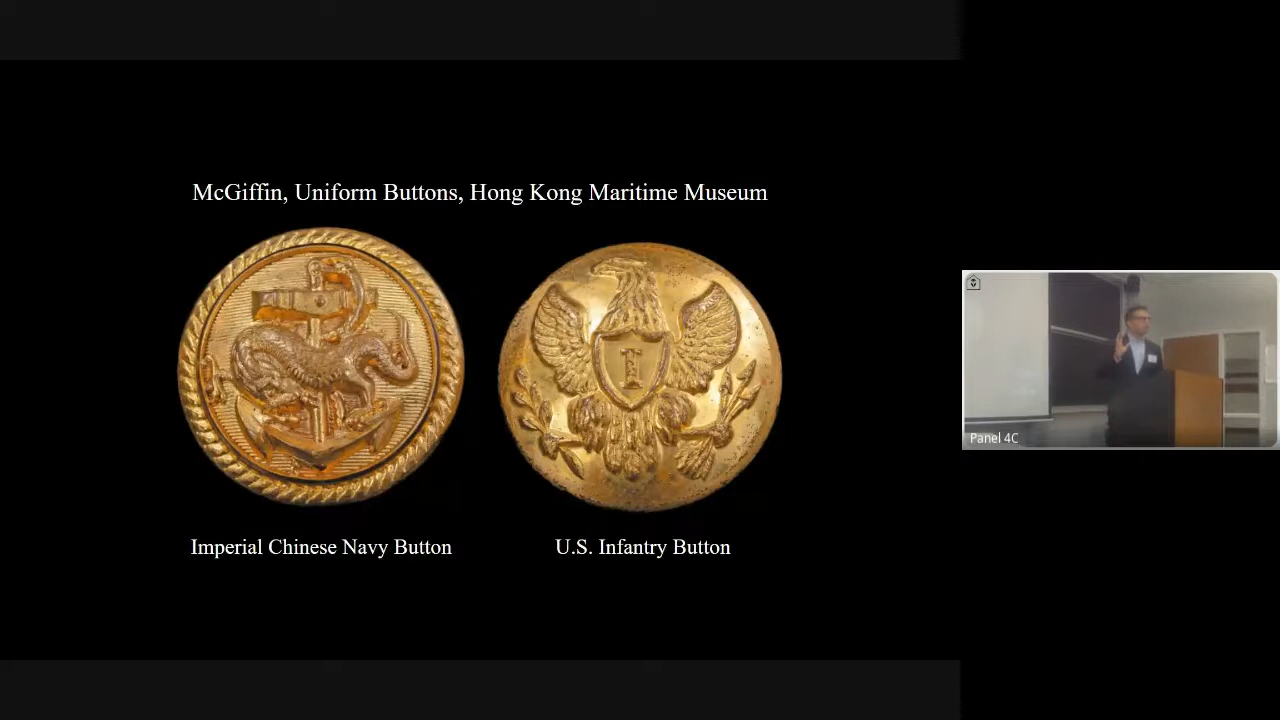 McGiffin, Uniform Buttons, Hong Kong Maritime Museum
I
Imperial Chinese Navy Button
U.S. Infantry Button
Panel 4C